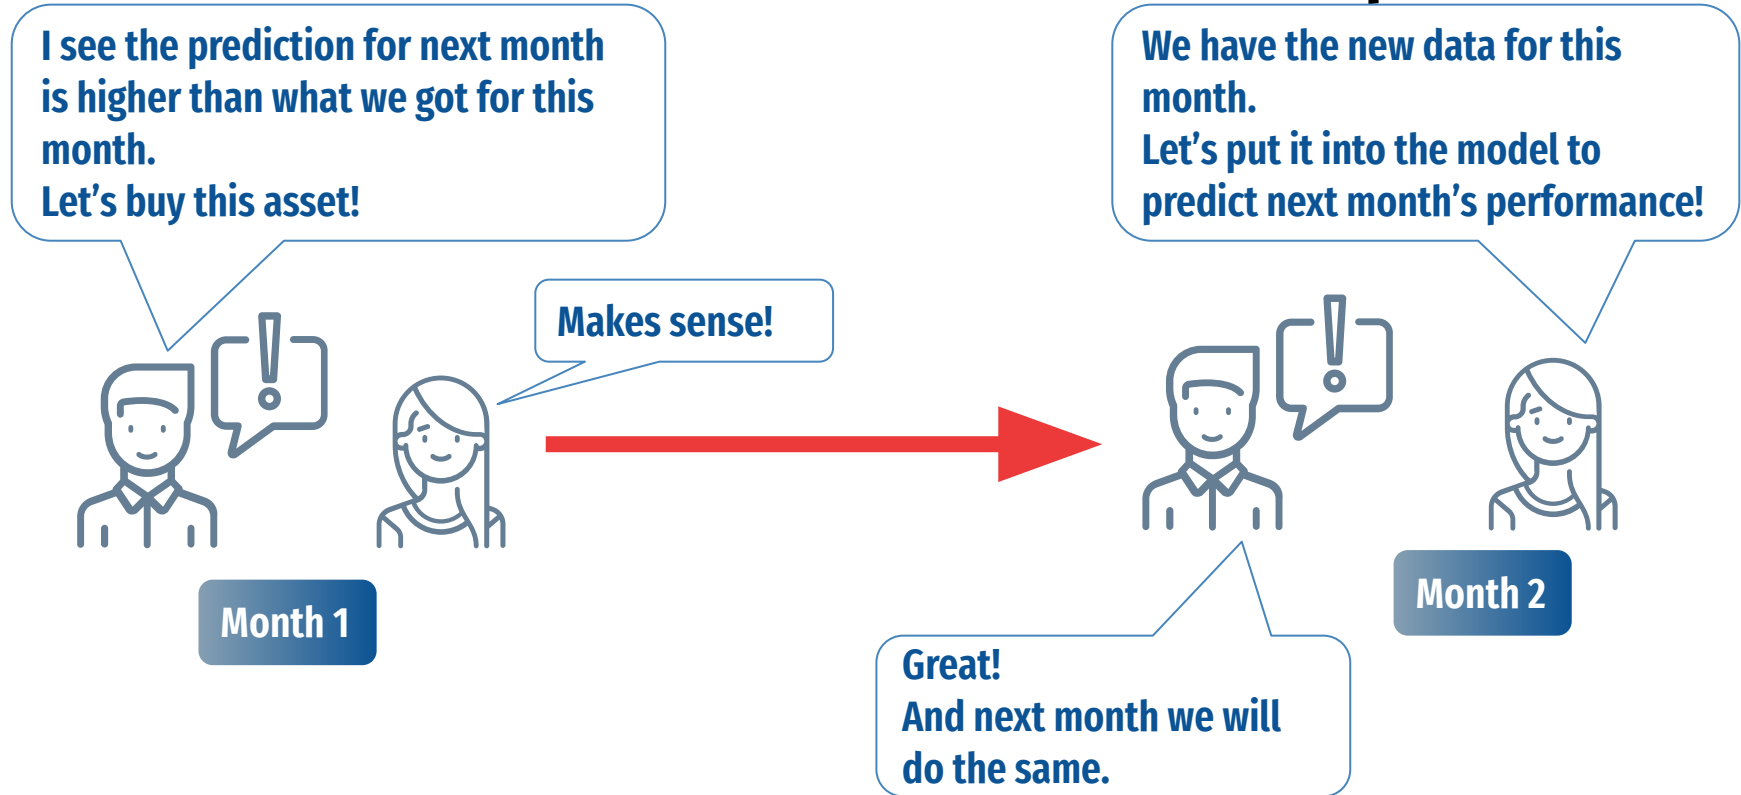 I see the prediction for next month
is higher than what we got for this
month.
Let's buy this asset!
Makes sense!
Month 1
We have the new data for this
month.
Let's put it into the model to
predict next month's performance!
Month 2
Great!
And next month we will
do the same.